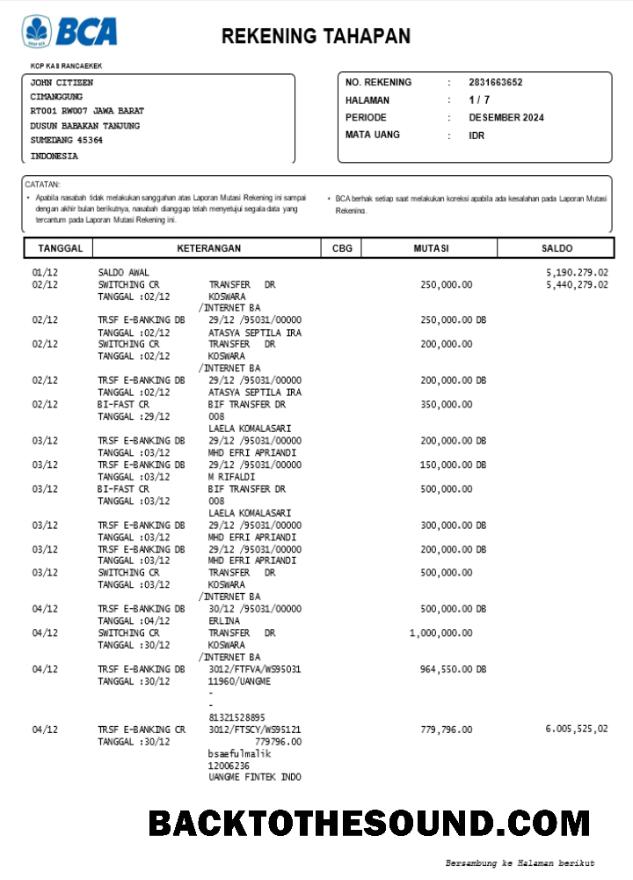 BCA
REKENING TAHAPAN
KCP KAB RANCAEKEK
JOHN CITIZEN
CIMANGGUNG
RT001 RW007 JAWA BARAT
DUSUN BABAKAN TANJUNG
SUMEDANG 45364
INDONESIA
NO. REKENING : 2831663652
HALAMAN : 1 / 7
PERIODE : DESEMBER 2024
MATA UANG : IDR
CATATAN:
• Apabila nasabah tidak melakukan sanggahan atas Laporan Mutasi Rekening ini sampai
dengan akhir bulan berikutnya, nasabah dianggap telah menyetujui segala data yang
tercantum pada Laporan Mutasi Rekening ini.
• BCA berhak setiap saat melakukan koreksi apabila ada kesalahan pada Laporan Mutasi
Rekening.
TANGGAL KETERANGAN CBG MUTASI SALDO
01/12 SALDO AWAL 5,190.279.02
02/12 SWITCHING CR TRANSFER DR 250,000.00 5,440,279.02
TANGGAL :02/12 KOSWARA
/INTERNET BA
02/12 TRSF E-BANKING DB 29/12 /95031/00000 250,000.00 DB
TANGGAL :02/12 ATASYA SEPTILA IRA
02/12 SWITCHING CR TRANSFER DR 200,000.00
TANGGAL :02/12 KOSWARA
/INTERNET BA
02/12 TRSF E-BANKING DB 29/12 /95031/00000 200,000.00 DB
TANGGAL :02/12 ATASYA SEPTILA IRA
02/12 BI-FAST CR BIF TRANSFER DR 350,000.00
TANGGAL :29/12 008
LAELA KOMALASARI
03/12 TRSF E-BANKING DB 29/12 /95031/00000 200,000.00 DB
TANGGAL :03/12 MHD EFRI APRIANDI
03/12 TRSF E-BANKING DB 29/12 /95031/00000 150,000.00 DB
TANGGAL :03/12 M RIFALDI
03/12 BI-FAST CR BIF TRANSFER DR 500,000.00
TANGGAL :03/12 008
LAELA KOMALASARI
03/12 TRSF E-BANKING DB 29/12 /95031/00000 300,000.00 DB
TANGGAL :03/12 MHD EFRI APRIANDI
03/12 TRSF E-BANKING DB 29/12 /95031/00000 200,000.00 DB
TANGGAL :03/12 MHD EFRI APRIANDI
03/12 SWITCHING CR TRANSFER DR 500,000.00
TANGGAL :03/12 KOSWARA
/INTERNET BA
04/12 TRSF E-BANKING DB 30/12 /95031/00000 500,000.00 DB
TANGGAL :04/12 ERLINA
04/12 SWITCHING CR TRANSFER DR 1,000,000.00
TANGGAL :30/12 KOSWARA
/INTERNET BA
04/12 TRSF E-BANKING DB 3012/FTFVA/WS95031 964,550.00 DB
TANGGAL :30/12 11960/UANGME
-
-
81321528895
04/12 TRSF E-BANKING CR 3012/FTSCY/WS95121 779,796.00 6.005,525,02
TANGGAL :30/12 779796.00
bsaefulmalik
12006236
UANGME FINTEK INDO
BACKTOTHESOUND.COM
Bersambung ke Halaman berikut